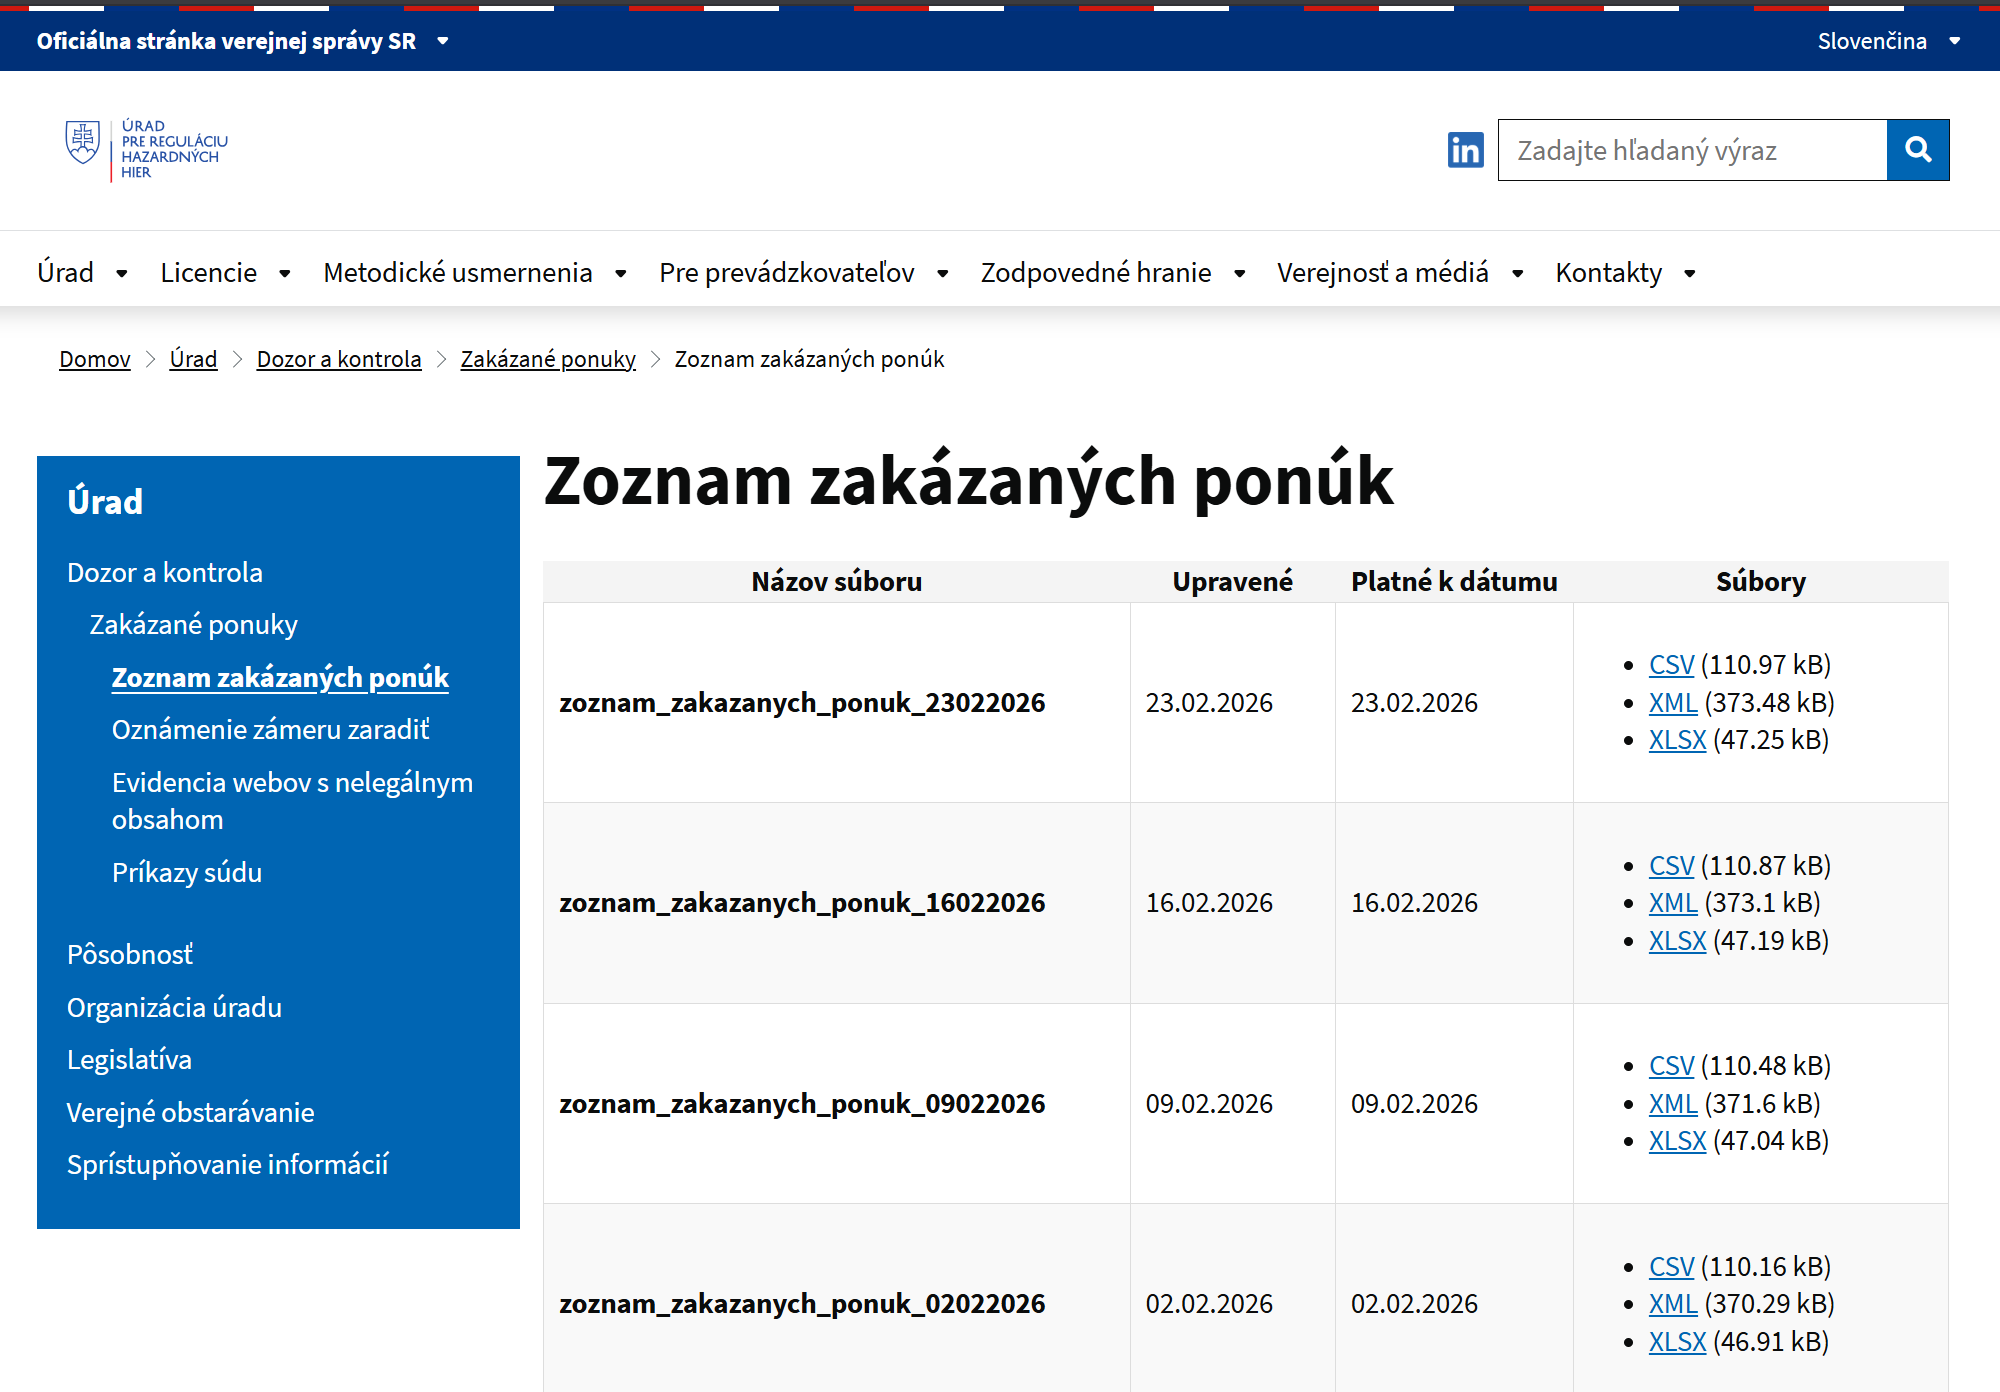 Oficiálna stránka verejnej správy SR
Slovenčina
ÚRAD
PRE REGULÁCIU
HAZARDNÝCH
HIER
in
Zadajte hľadaný výraz
Úrad
Licencie
Metodické usmernenia
Pre prevádzkovateľov
Zodpovedné hranie
Verejnosť a médiá
Kontakty
Domov
Úrad
Dozor a kontrola
Zakázané ponuky
Zoznam zakázaných ponúk
Úrad
Dozor a kontrola
Zakázané ponuky
Zoznam zakázaných ponúk
Oznámenie zámeru zaradiť
Evidencia webov s nelegálnym
obsahom
Príkazy súdu
Pôsobnosť
Organizácia úradu
Legislatíva
Verejné obstarávanie
Sprístupňovanie informácií
Zoznam zakázaných ponúk
Názov súboru Upravené Platné k dátumu Súbory
zoznam_zakazanych_ponuk_23022026 23.02.2026 23.02.2026
CSV (110.97 kB)
XML (373.48 kB)
XLSX (47.25 kB)
zoznam_zakazanych_ponuk_16022026 16.02.2026 16.02.2026
CSV (110.87 kB)
XML (373.1 kB)
XLSX (47.19 kB)
zoznam_zakazanych_ponuk_09022026 09.02.2026 09.02.2026
CSV (110.48 kB)
XML (371.6 kB)
XLSX (47.04 kB)
zoznam_zakazanych_ponuk_02022026 02.02.2026 02.02.2026
CSV (110.16 kB)
XML (370.29 kB)
XLSX (46.91 kB)